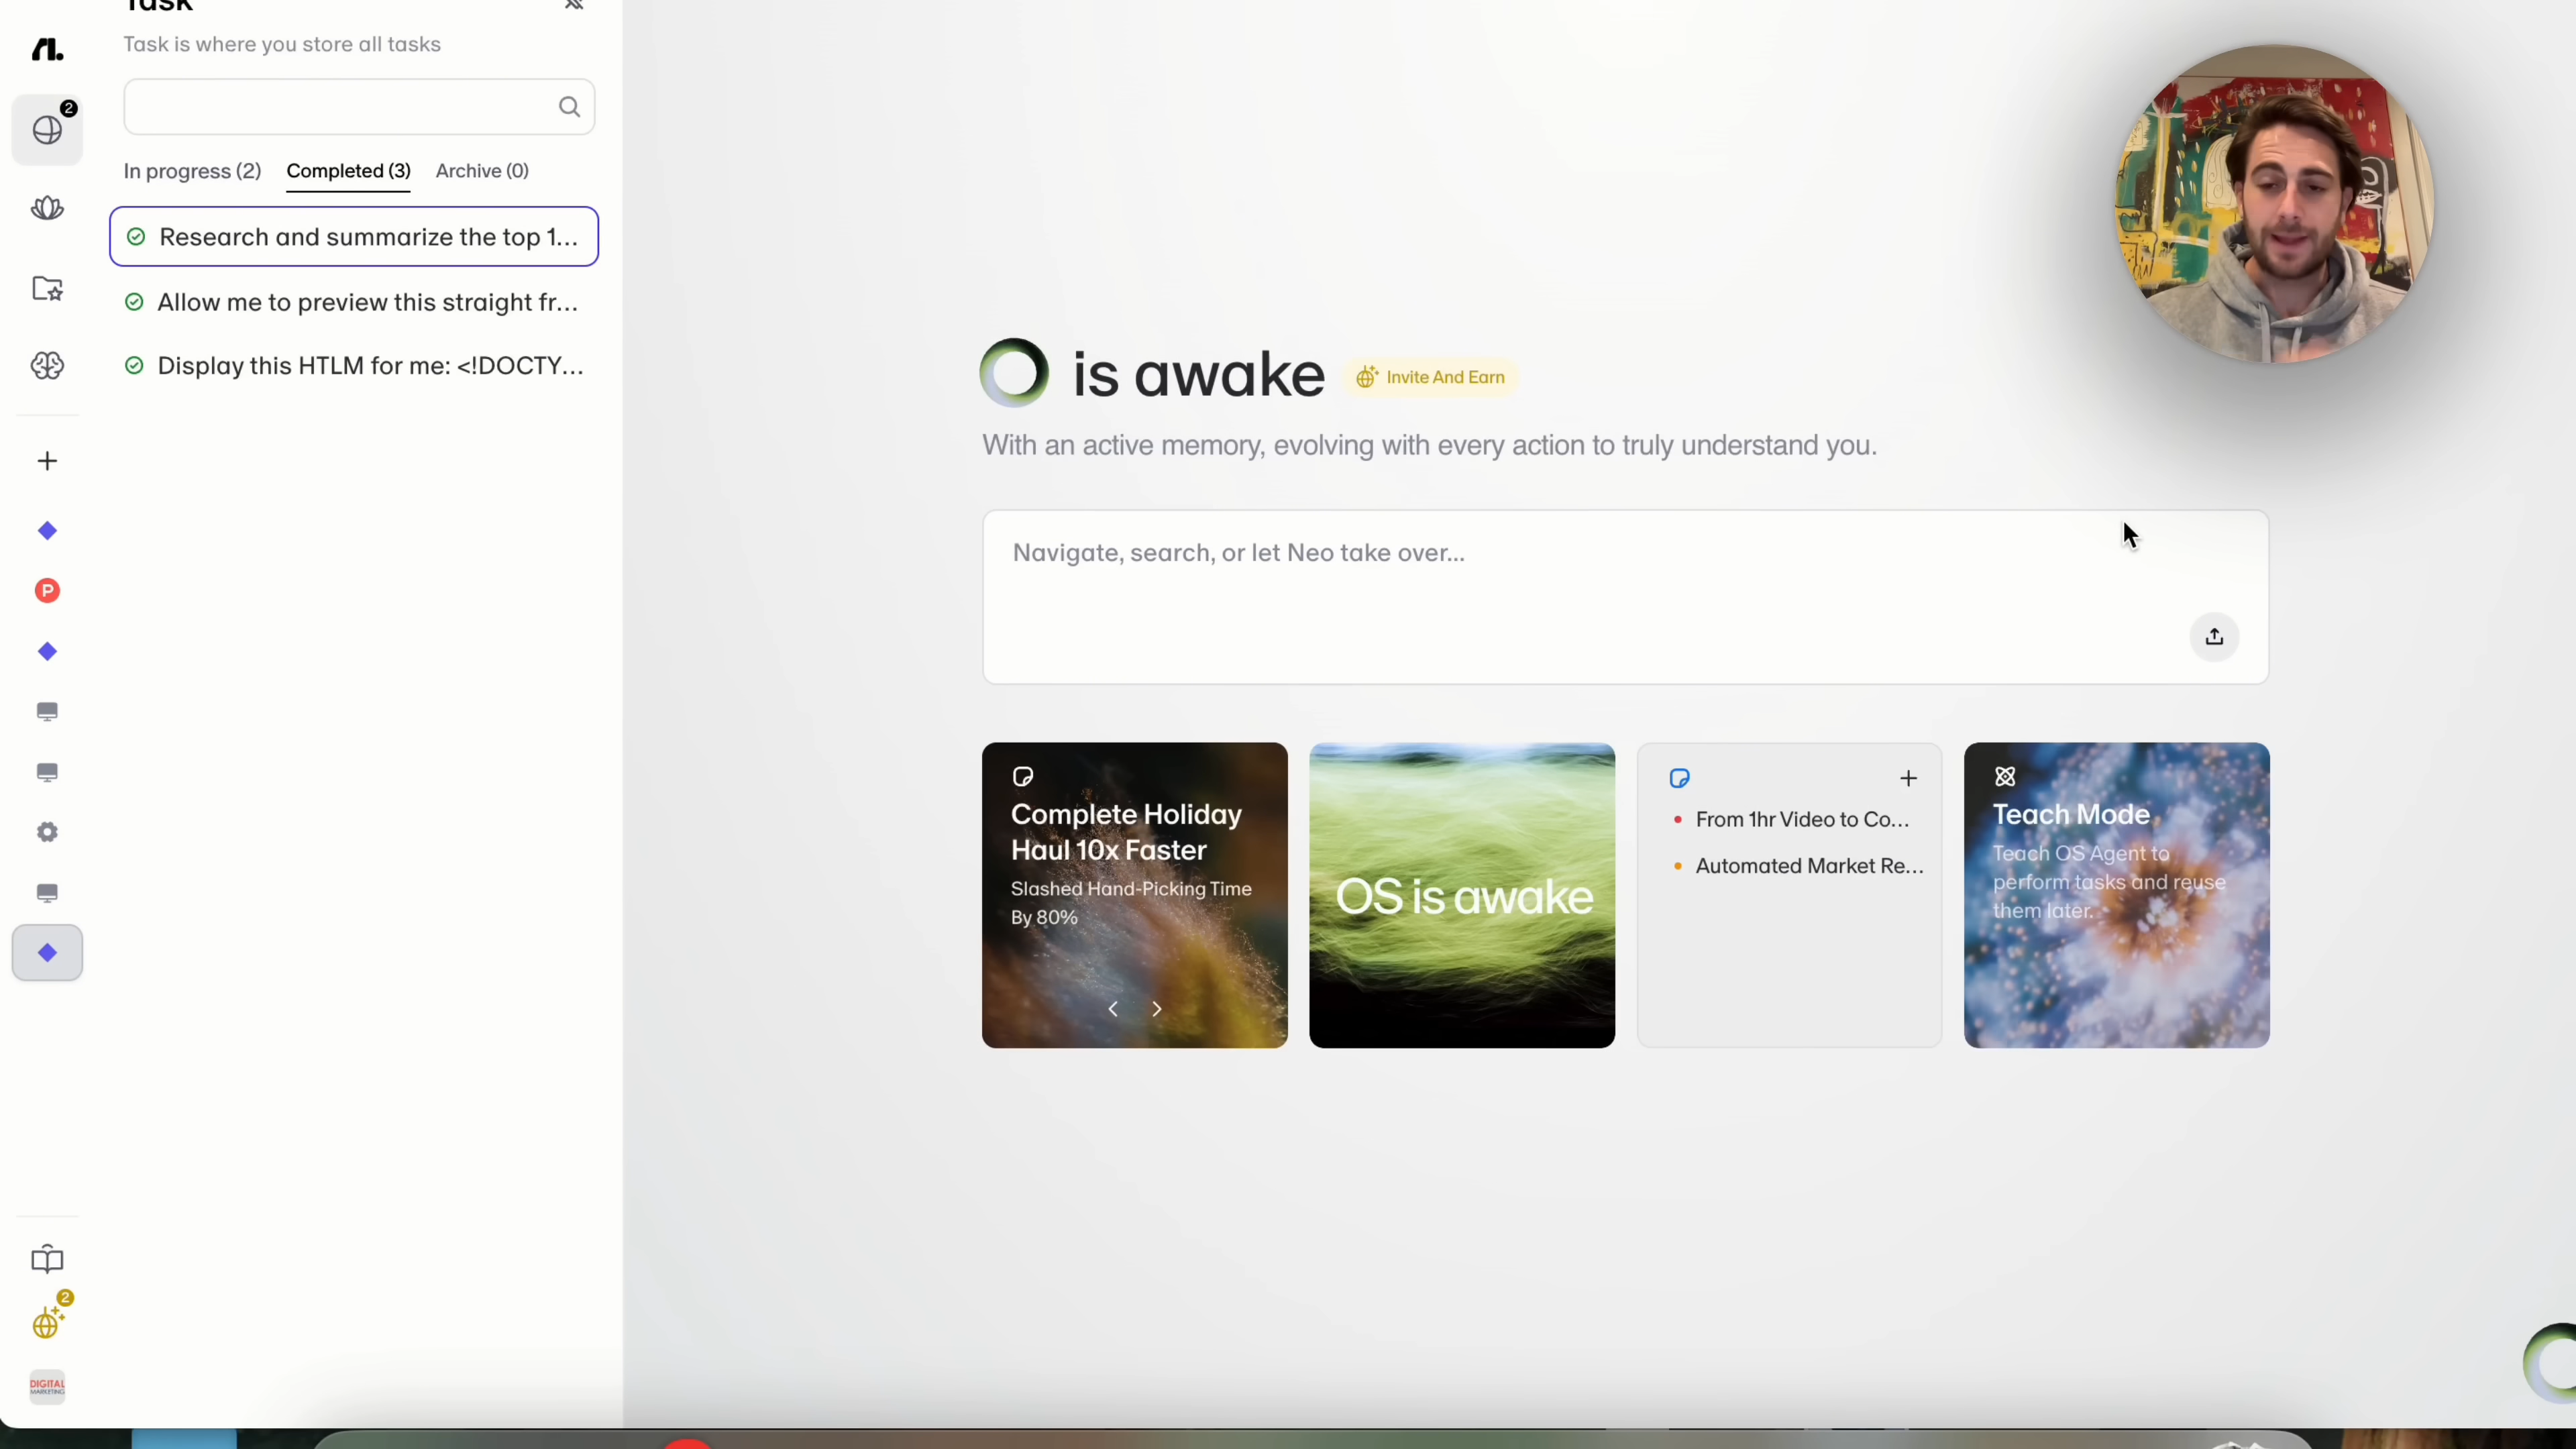 Task
Task is where you store all tasks
2
In progress (2)
Completed (3)
Archive (0)
Research and summarize the top 1...
Allow me to preview this straight fr...
Display this HTLM for me: <!DOCTY...
P
2
DIGITAL
MARKETING
is awake
Invite And Earn
With an active memory, evolving with every action to truly understand you.
Navigate, search, or let Neo take over...
Complete Holiday
Haul 10x Faster
Slashed Hand-Picking Time
By 80%
OS is awake
From 1hr Video to Co...
Automated Market Re...
Teach Mode
Teach OS Agent to
perform tasks and reuse
them later.